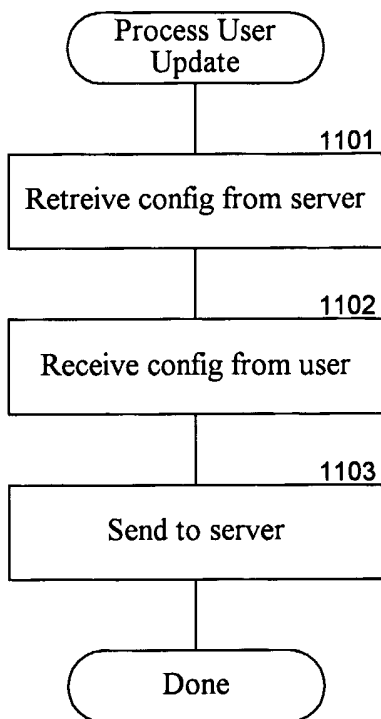 Process User
Update
1101
Retreive config from server
1102
Receive config from user
1103
Send to server
Done